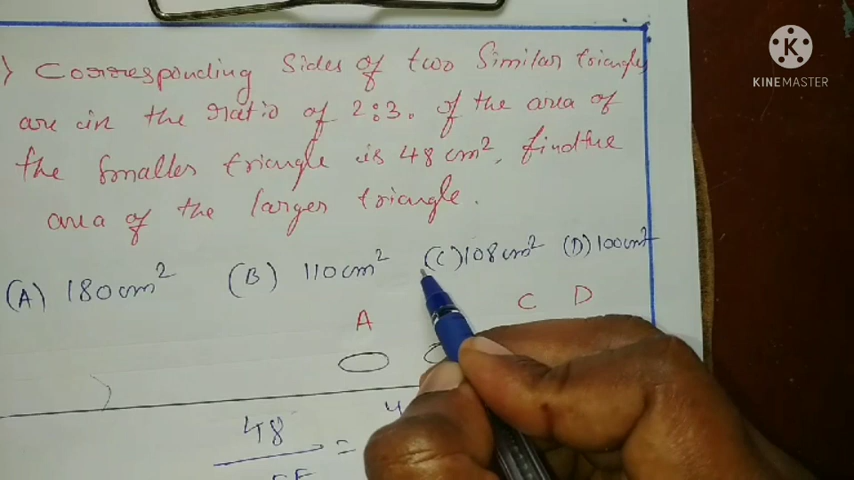 ) Corresponding Sides of two Similar triangles
are in the ratio of 2:3. If the area of
the Smaller triangle is 48 cm², find the
area of the larger triangle.
(A) 180cm² (B) 110cm² (C) 108cm² (D) 100cm²
A C D
48 =
K
KINEMASTER